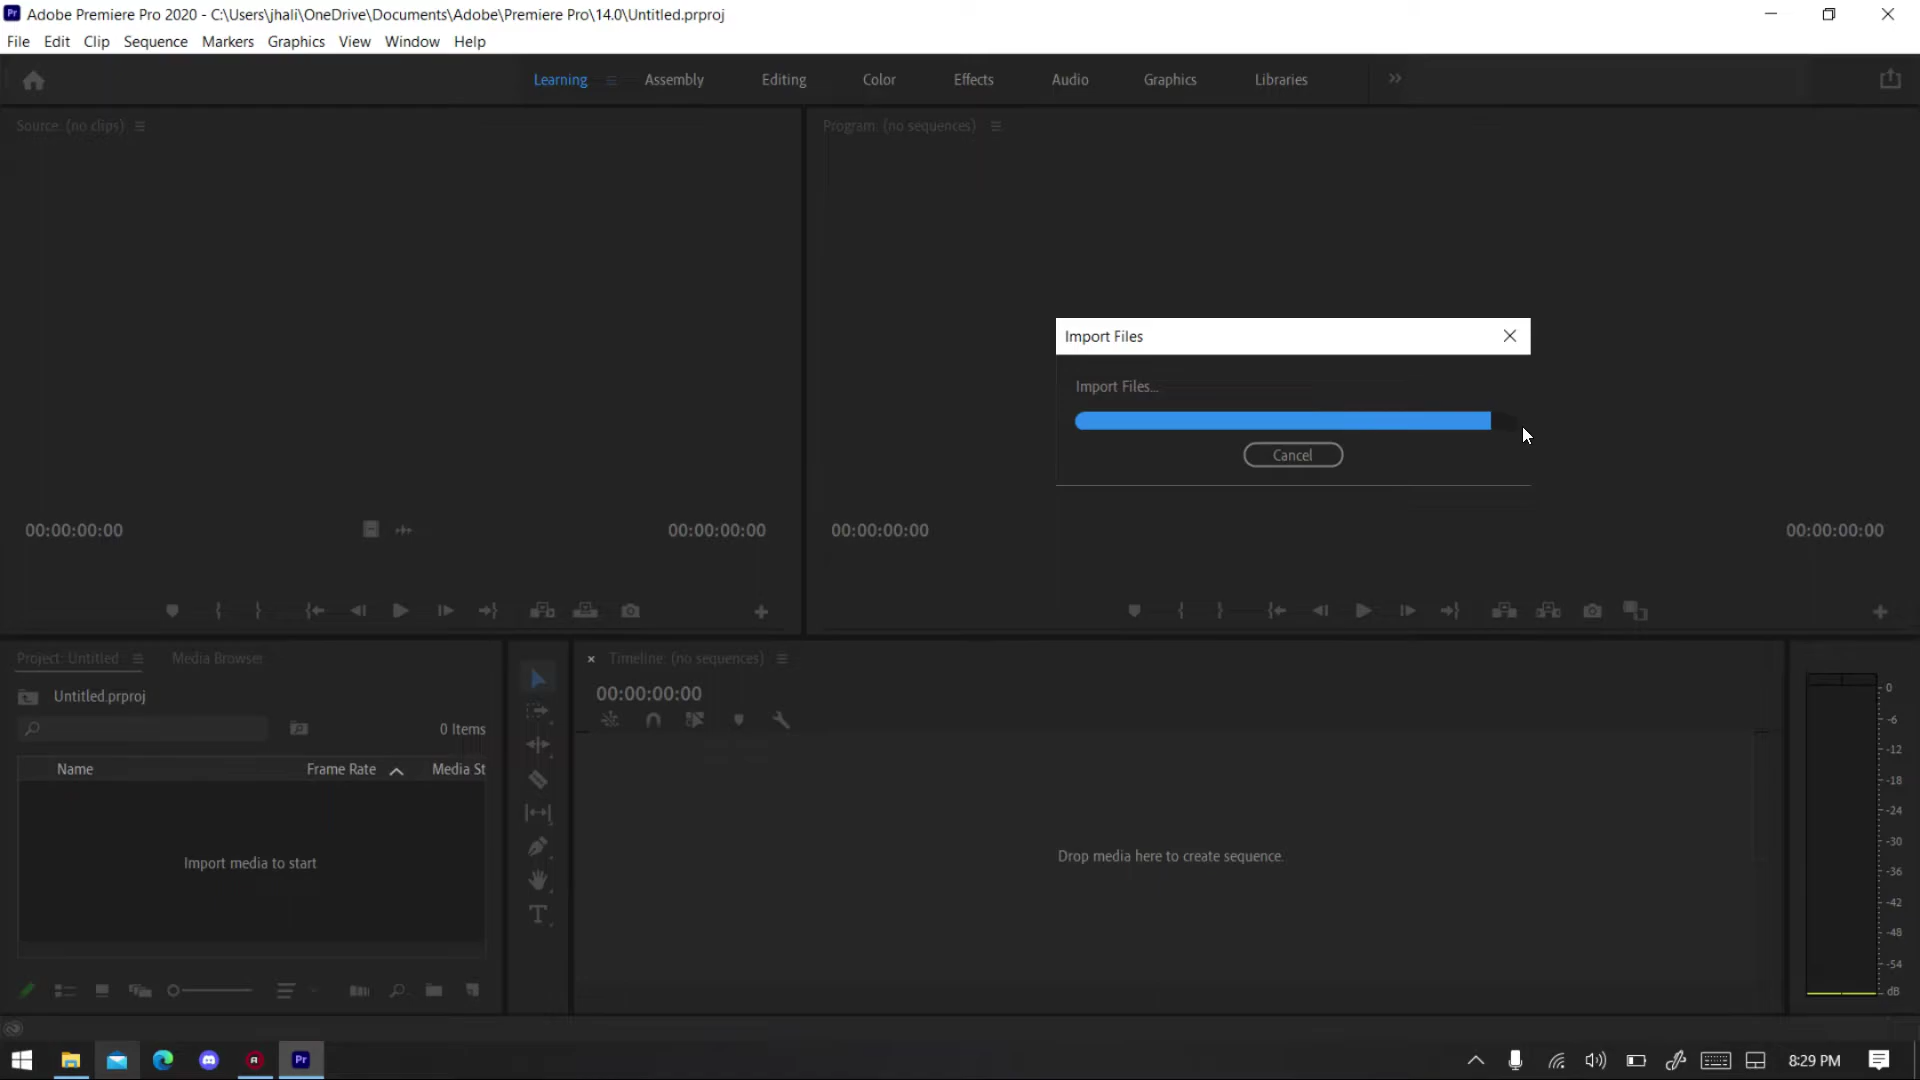 Adobe Premiere Pro 2020 - C:\Users\jhali\OneDrive\Documents\Adobe\Premiere Pro\14.0\Untitled.prproj
File Edit Clip Sequence Markers Graphics View Window Help
Learning Assembly Editing Color Effects Audio Graphics Libraries
Source: (no clips)
Program: (no sequences)
Import Files
Import Files...
Cancel
00:00:00:00 00:00:00:00 00:00:00:00 00:00:00:00
Project: Untitled Media Browser
Timeline: (no sequences)
Untitled.prproj
00:00:00:00
0 Items
Name Frame Rate Media St
Import media to start
Drop media here to create sequence.
0
-6
-12
-18
-24
-30
-36
-42
-48
-54
dB
Pr
8:29 PM